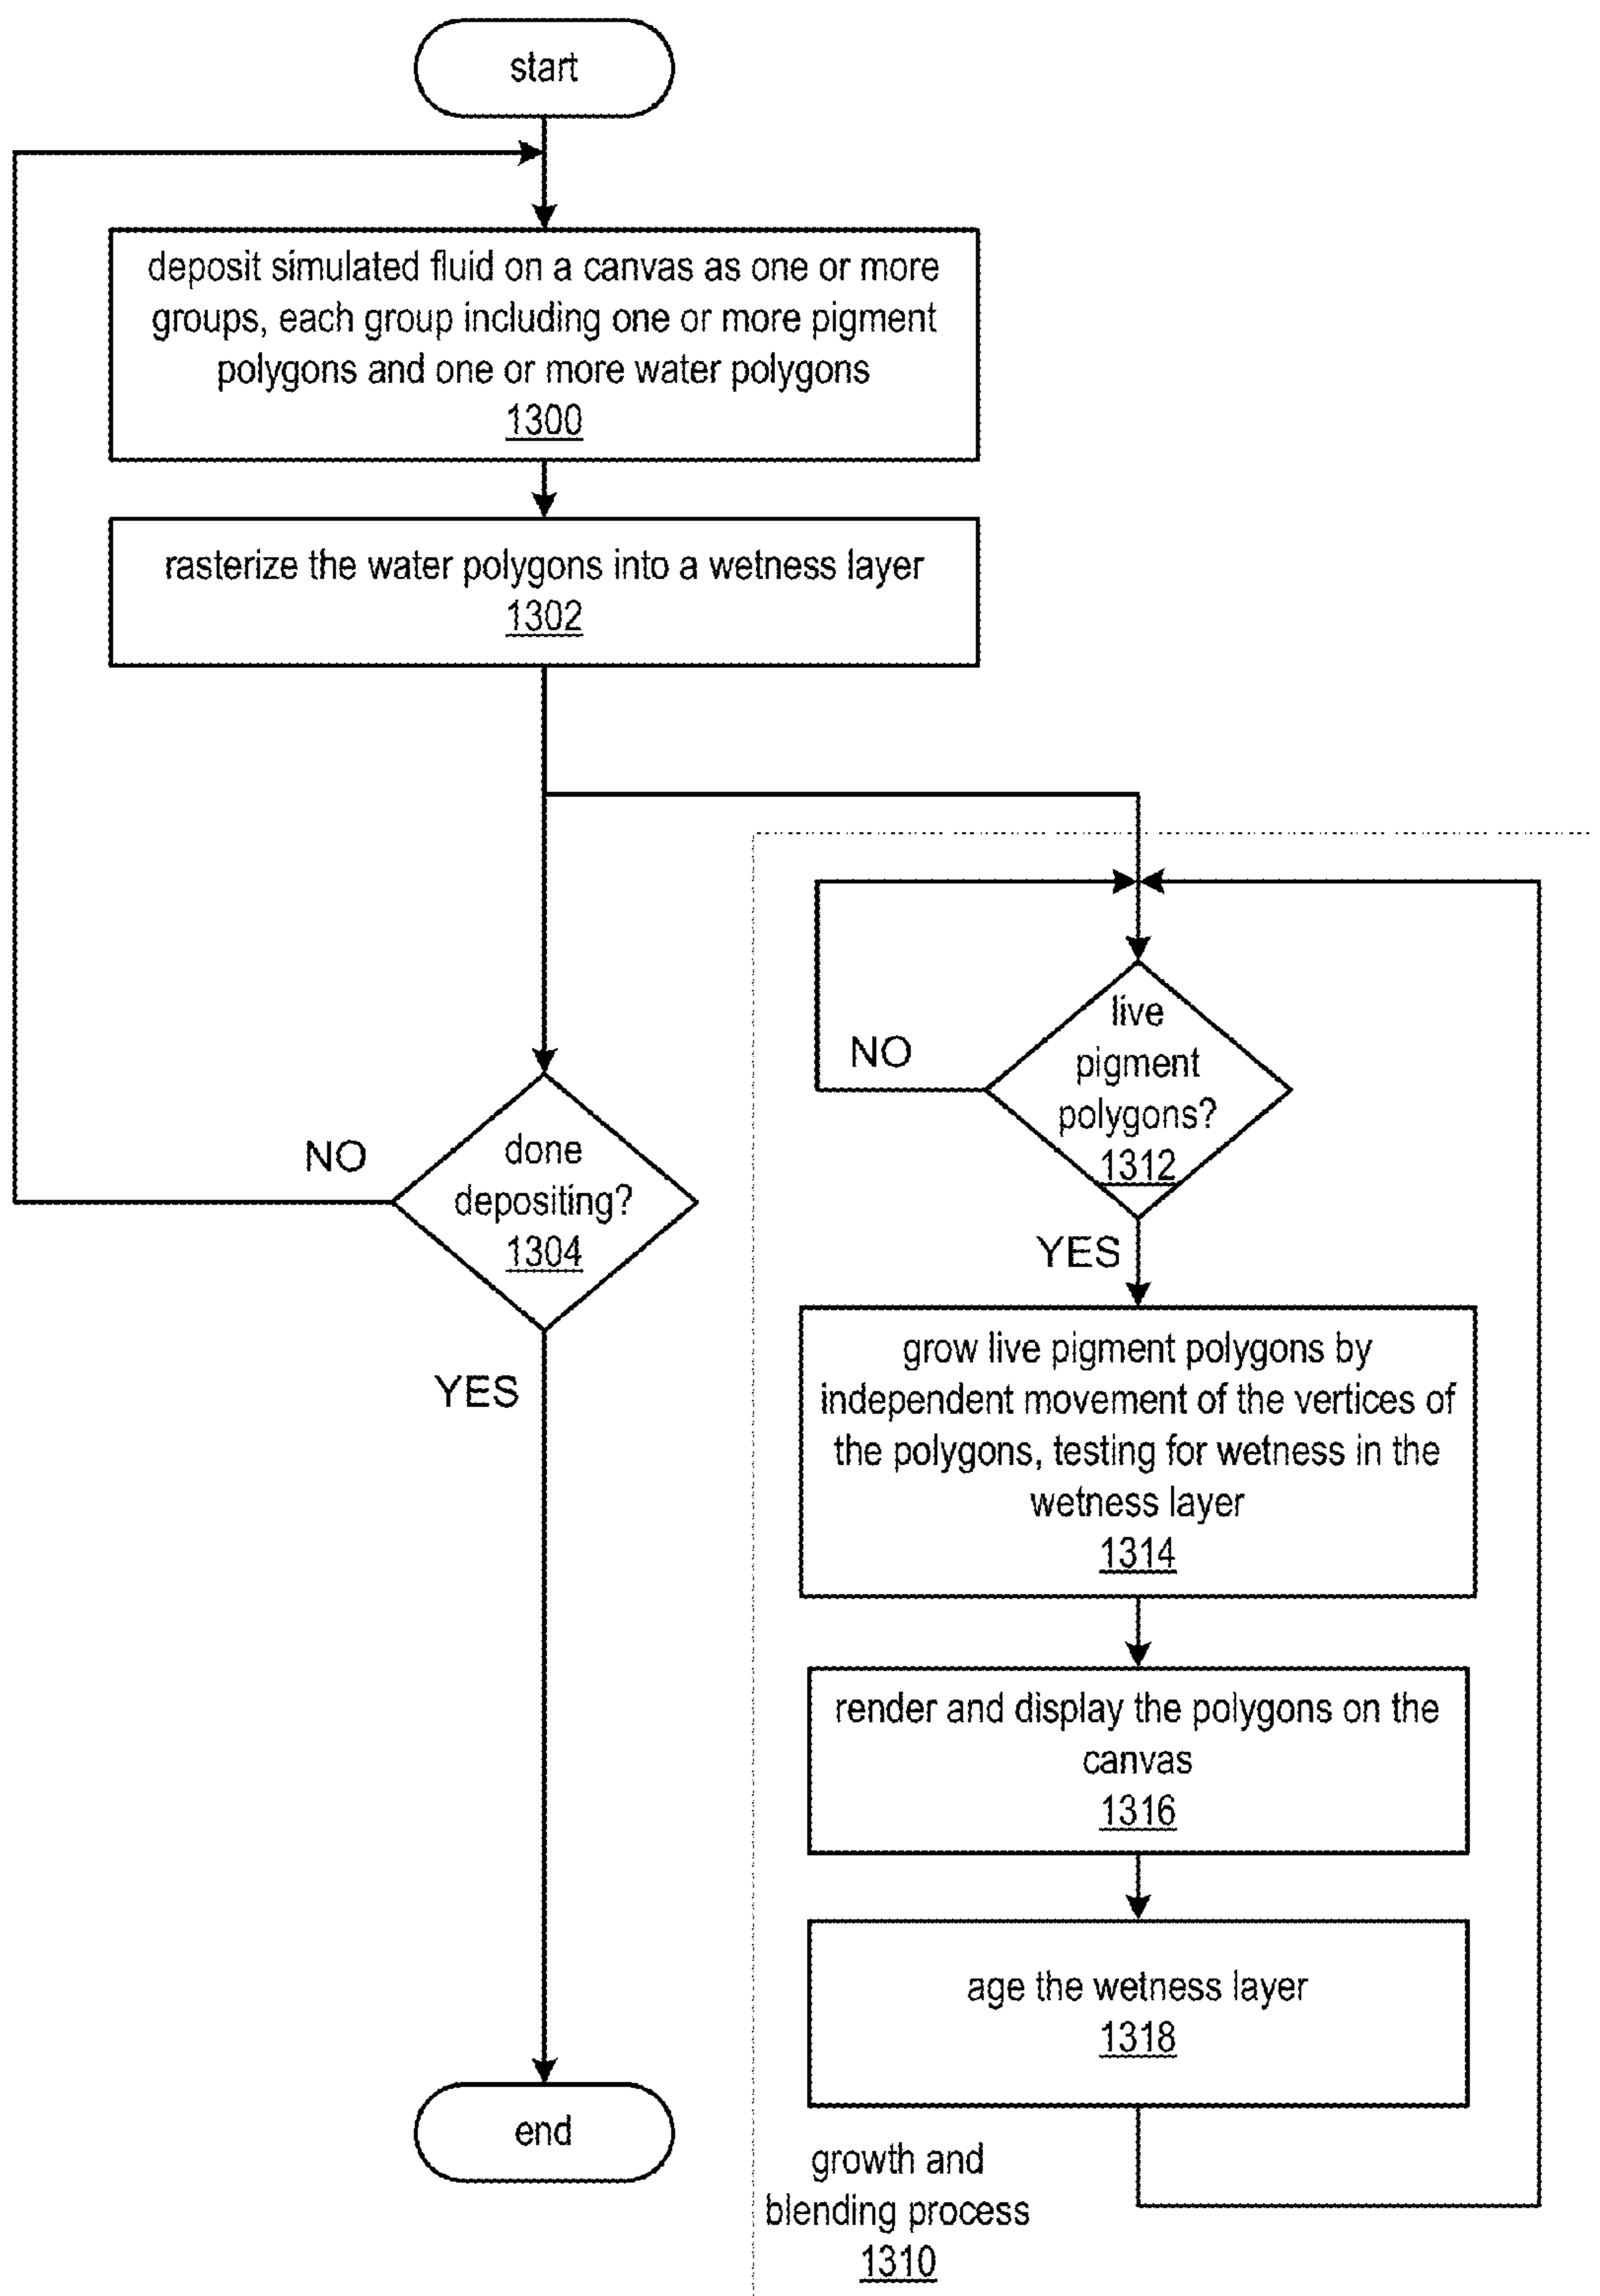 start
deposit simulated fluid on a canvas as one or more
groups, each group including one or more pigment
polygons and one or more water polygons
1300
rasterize the water polygons into a wetness layer
1302
done
depositing?
1304
NO
YES
end
live
pigment
polygons?
1312
NO
YES
grow live pigment polygons by
independent movement of the vertices of
the polygons, testing for wetness in the
wetness layer
1314
render and display the polygons on the
canvas
1316
age the wetness layer
1318
growth and
blending process
1310